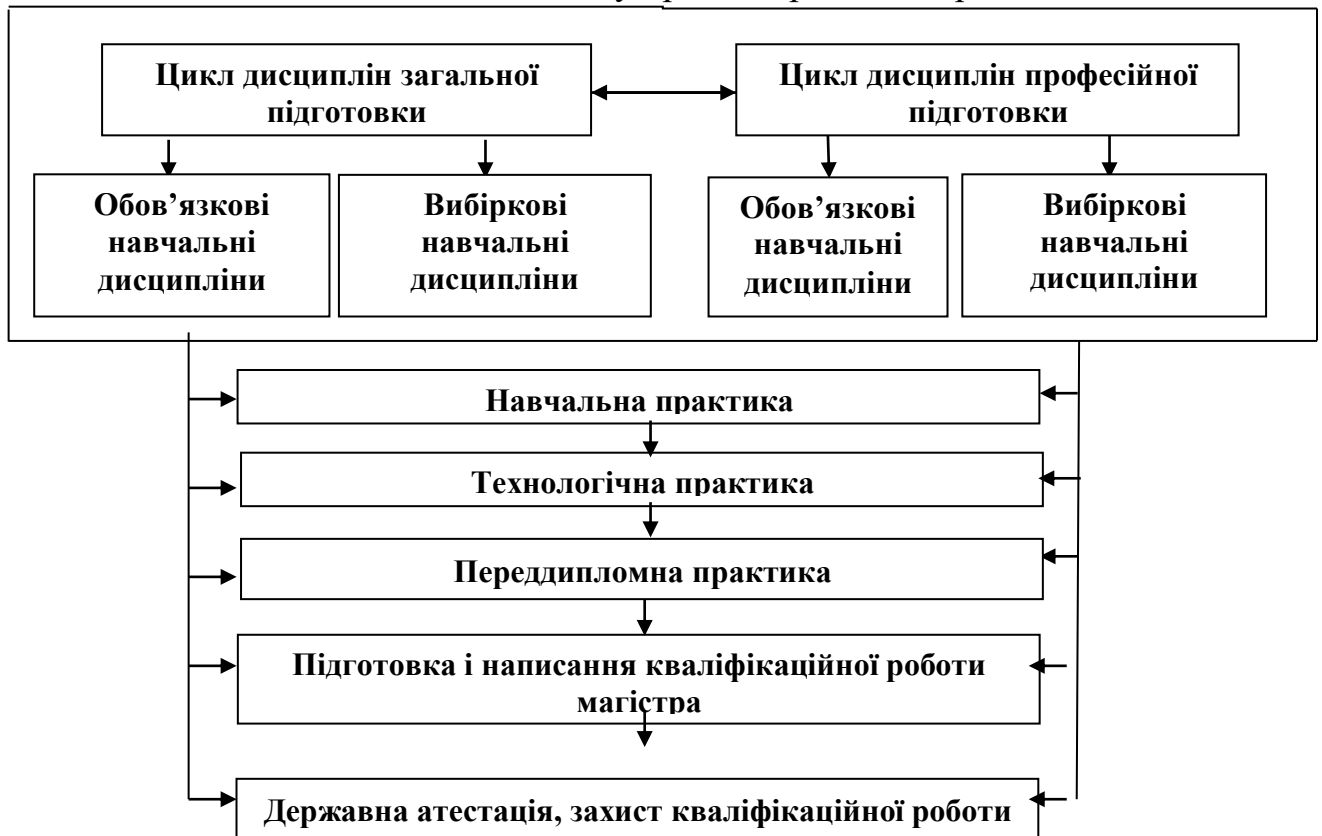 Цикл дисциплін загальної
підготовки
Цикл дисциплін професійної
підготовки
Обов’язкові
навчальні
дисципліни
Вибіркові
навчальні
дисципліни
Обов’язкові
навчальні
дисципліни
Вибіркові
навчальні
дисципліни
Навчальна практика
Технологічна практика
Переддипломна практика
Підготовка і написання кваліфікаційної роботи
магістра
Державна атестація, захист кваліфікаційної роботи